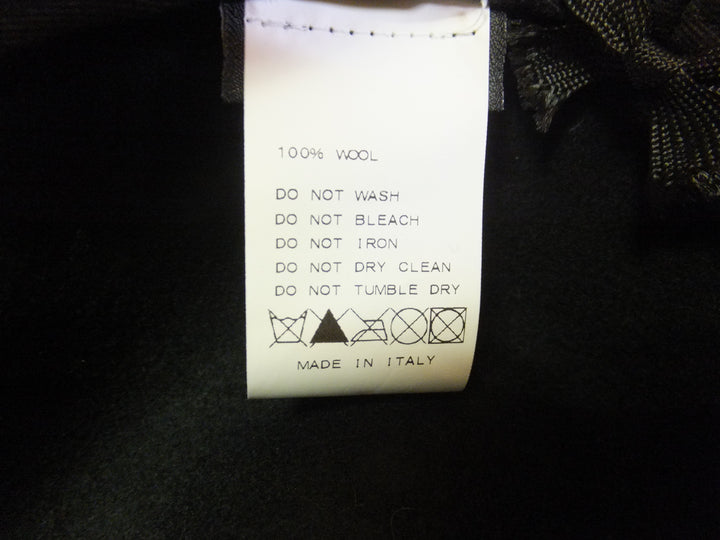 100% WOOL
DO NOT WASH
DO NOT BLEACH
DO NOT IRON
DO NOT DRY CLEAN
DO NOT TUMBLE DRY
MADE IN ITALY